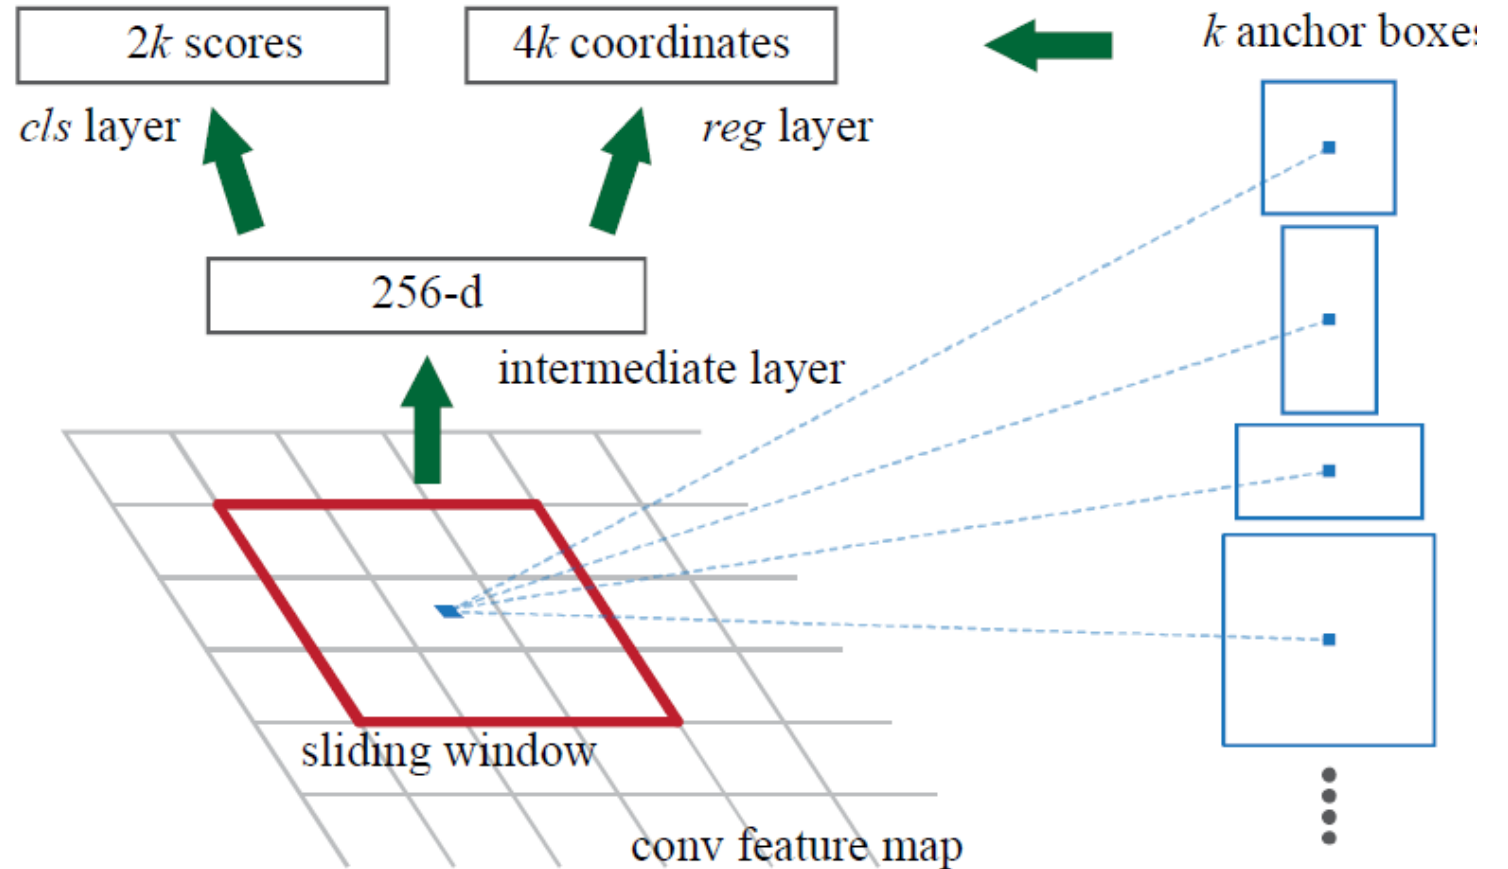 2k scores
4k coordinates
k anchor boxes
cls layer
reg layer
256-d
intermediate layer
sliding window
conv feature map